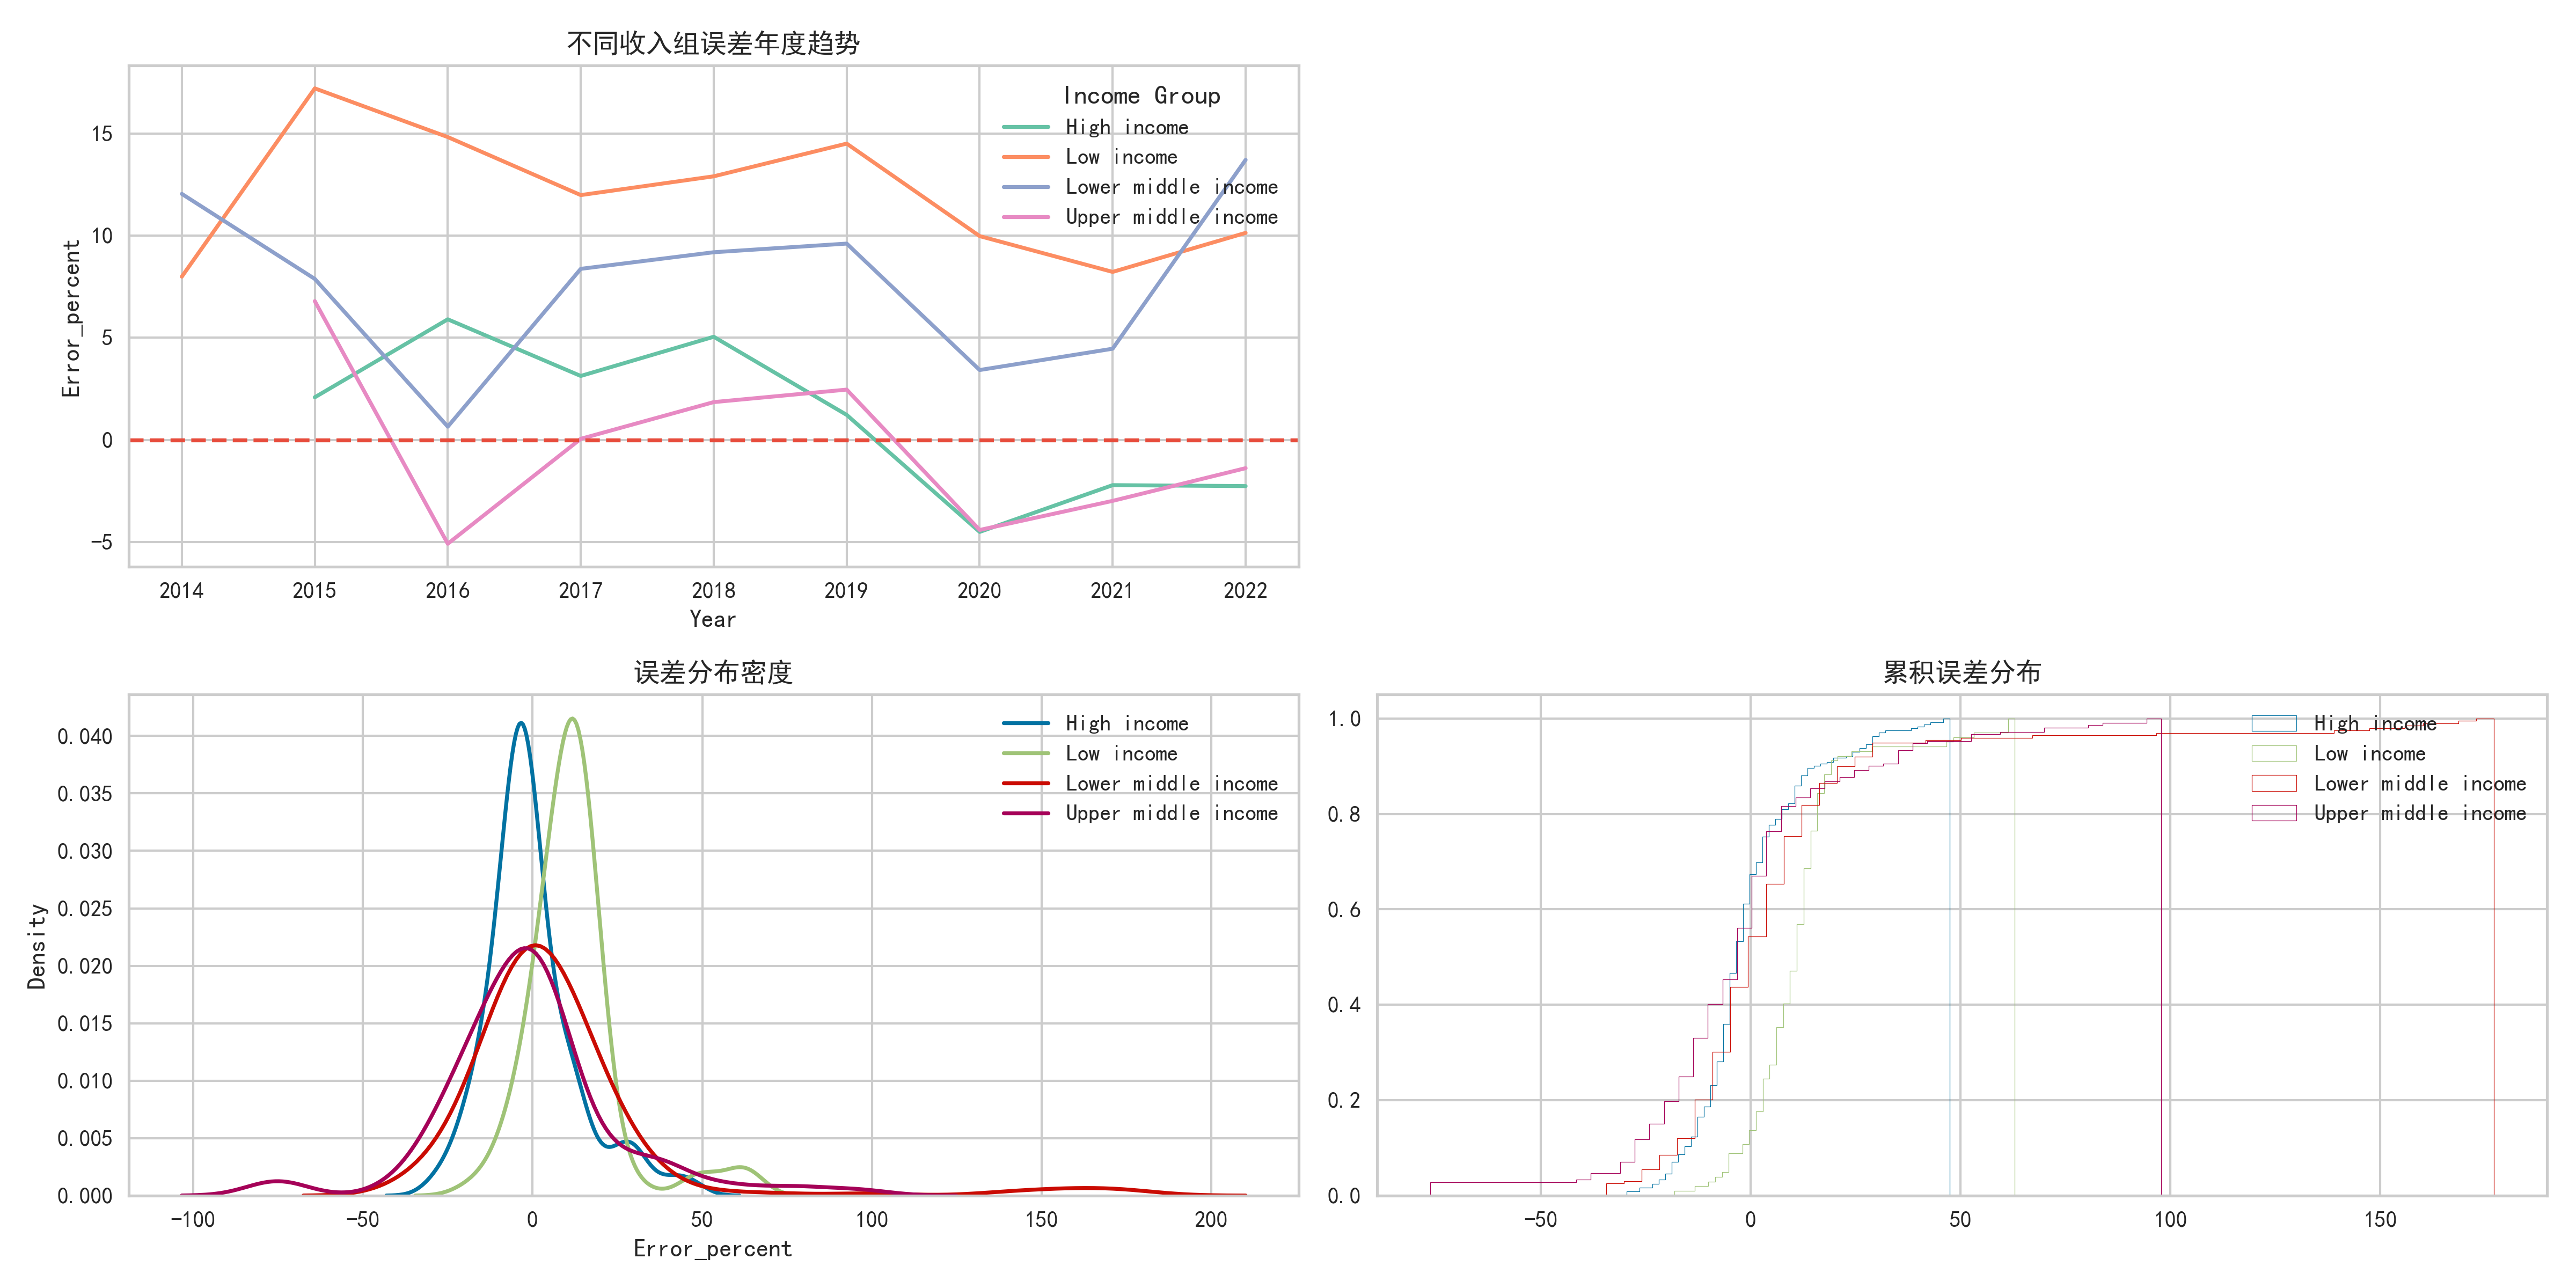 不同收入组误差年度趋势
Income Group
High income
Low income
Lower middle income
Upper middle income
15
10
5
0
−5
Error_percent
2014 2015 2016 2017 2018 2019 2020 2021 2022
Year
误差分布密度
High income
Low income
Lower middle income
Upper middle income
0.040
0.035
0.030
0.025
0.020
0.015
0.010
0.005
0.000
Density
−100 −50 0 50 100 150 200
Error_percent
累积误差分布
High income
Low income
Lower middle income
Upper middle income
1.0
0.8
0.6
0.4
0.2
0.0
−50 0 50 100 150